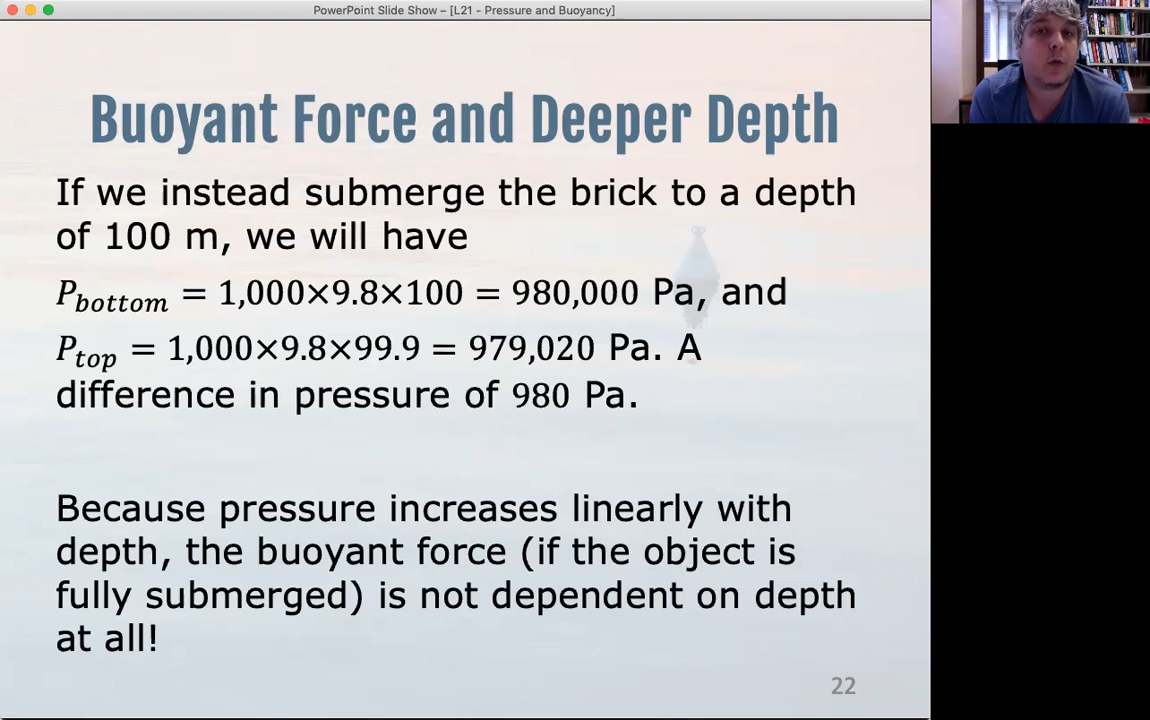 PowerPoint Slide Show – [L21 - Pressure and Buoyancy]
Buoyant Force and Deeper Depth
If we instead submerge the brick to a depth
of 100 m, we will have
P_bottom = 1,000×9.8×100 = 980,000 Pa, and
P_top = 1,000×9.8×99.9 = 979,020 Pa. A
difference in pressure of 980 Pa.
Because pressure increases linearly with
depth, the buoyant force (if the object is
fully submerged) is not dependent on depth
at all!
22